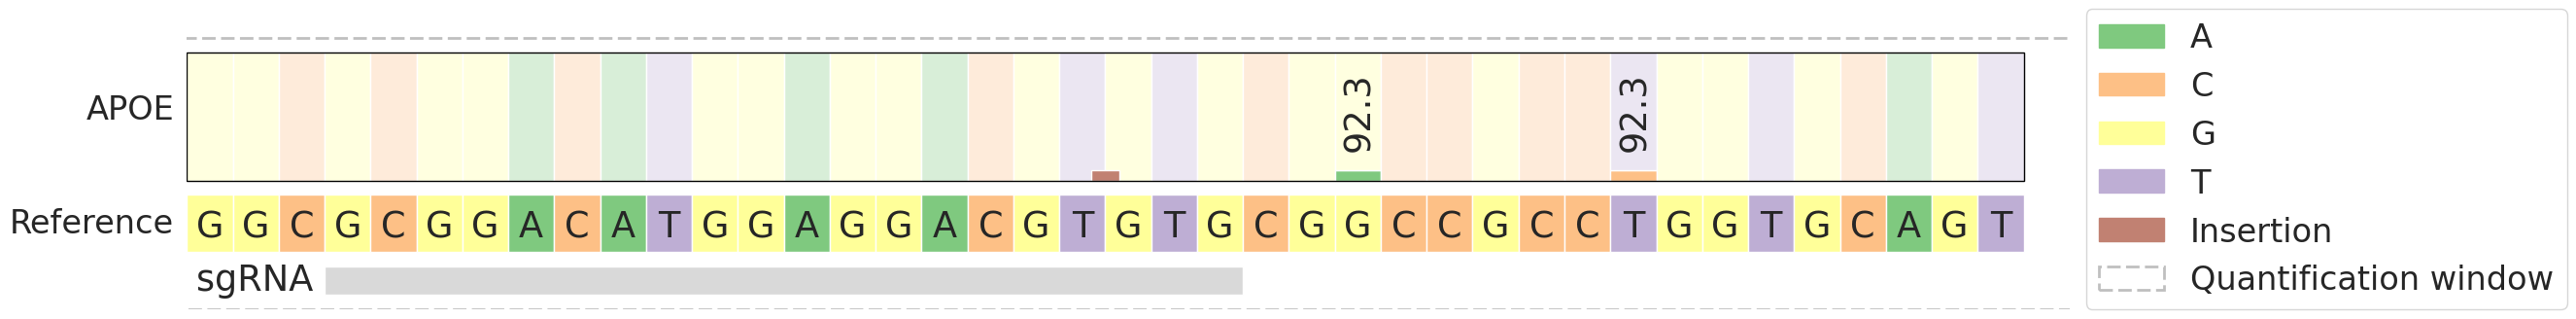 APOE
92.3
92.3
Reference
G G C G C G G A C A T G G A G G A C G T G T G C G G C C G C C T G G T G C A G T
sgRNA
A
C
G
T
Insertion
Quantification window